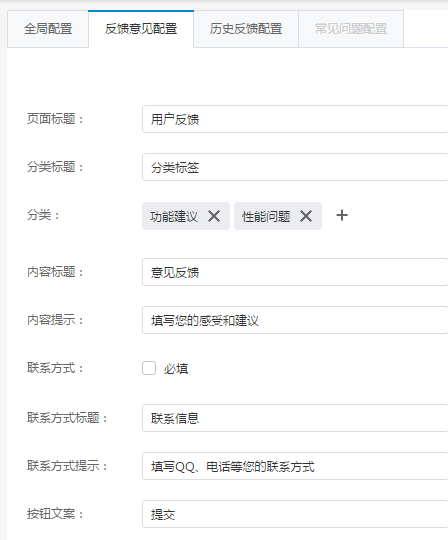 全局配置 反馈意见配置 历史反馈配置 常见问题配置
页面标题： 用户反馈
分类标题： 分类标签
分类： 功能建议 性能问题
内容标题： 意见反馈
内容提示： 填写您的感受和建议
联系方式： 必填
联系方式标题： 联系信息
联系方式提示： 填写QQ、电话等您的联系方式
按钮文案： 提交